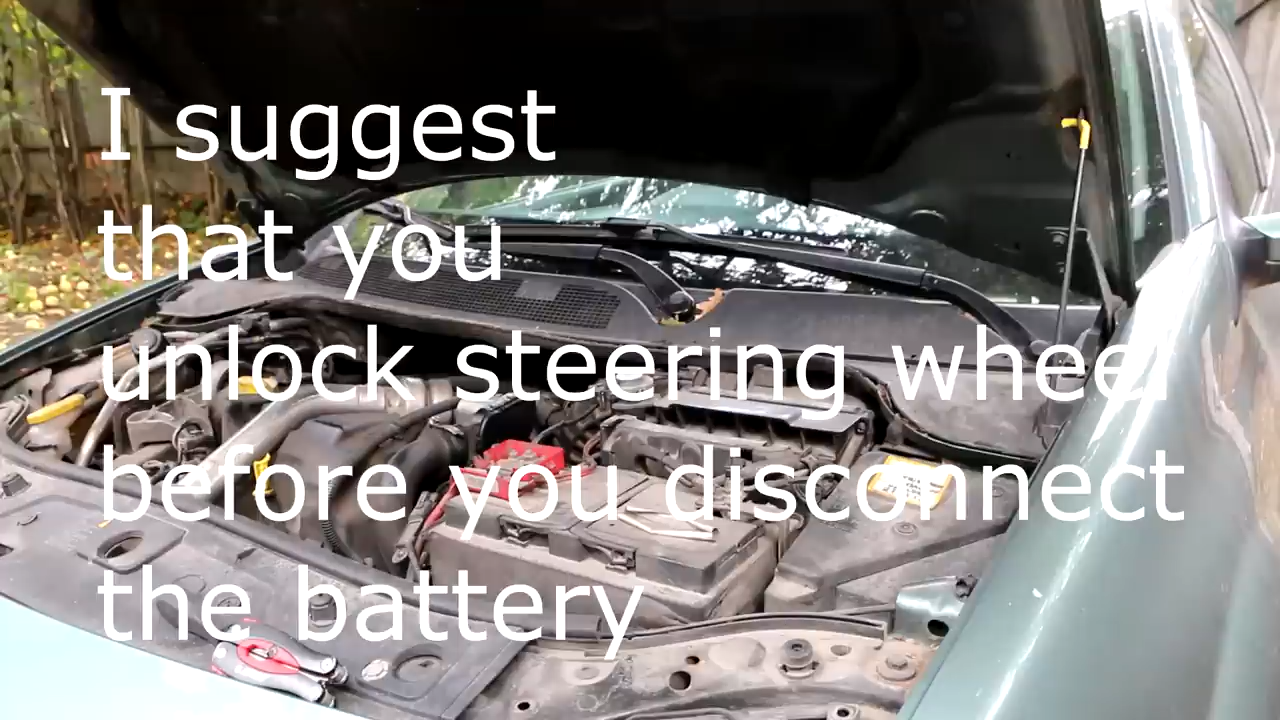 I suggest
that you
unlock steering wheel
before you disconnect
the battery